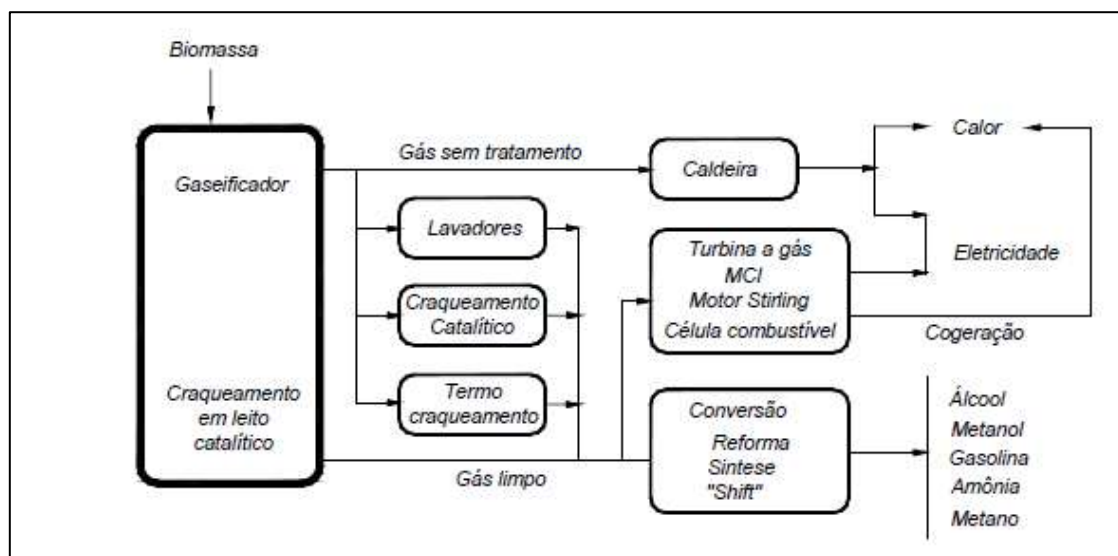 Biomassa
Gaseificador
Craqueamento
em leito
catalítico
Gás sem tratamento
Lavadores
Craqueamento
Catalítico
Termo
craqueamento
Gás limpo
Caldeira
Turbina a gás
MCI
Motor Stirling
Célula combustível
Conversão
Reforma
Sintese
"Shift"
Calor
Eletricidade
Cogeração
Álcool
Metanol
Gasolina
Amônia
Metano